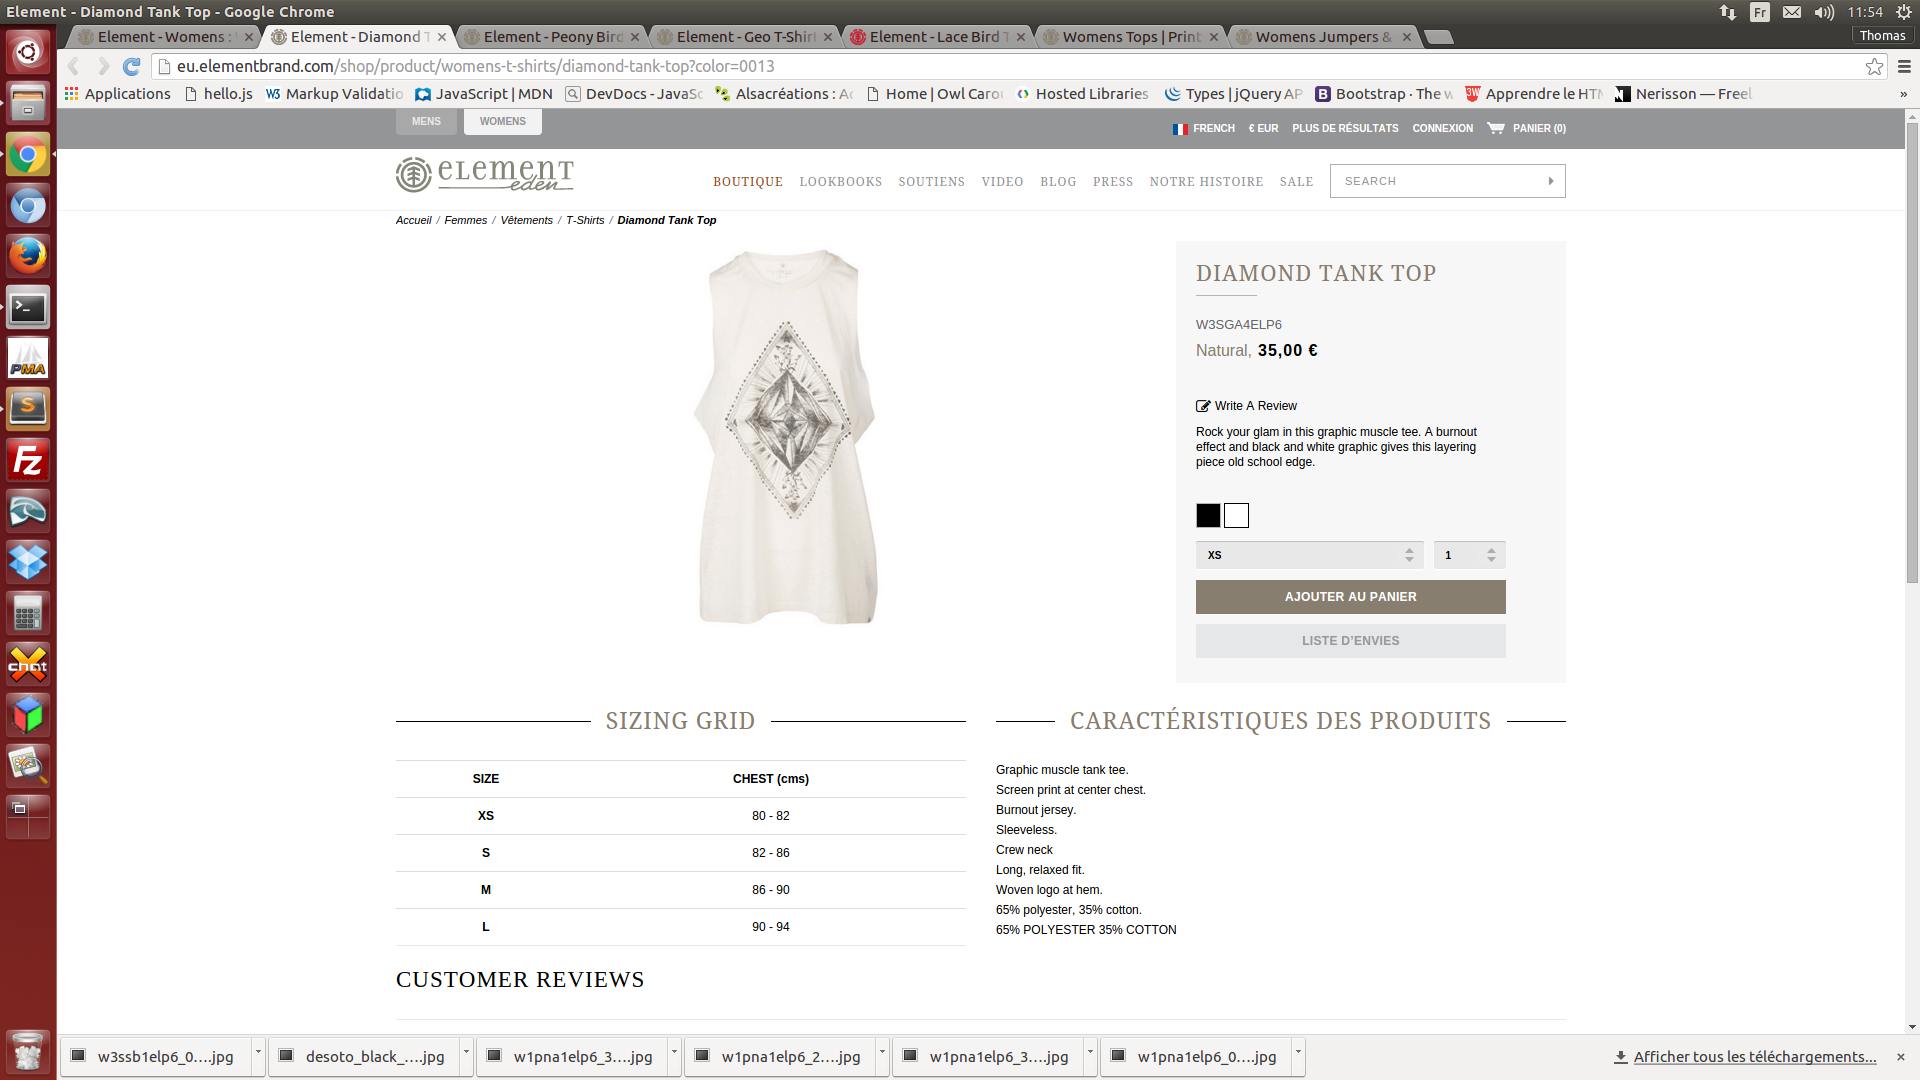 Element - Diamond Tank Top - Google Chrome
Fr
11:54
Thomas
Element - Womens :
Element - Diamond T
Element - Peony Bird
Element - Geo T-Shir
Element - Lace Bird T
Womens Tops | Print
Womens Jumpers &
eu.elementbrand.com/shop/product/womens-t-shirts/diamond-tank-top?color=0013
Applications
hello.js
Markup Validatio
JavaScript | MDN
DevDocs - JavaSc
Alsacréations : Ac
Home | Owl Carou
Hosted Libraries
Types | jQuery AP
Bootstrap · The w
Apprendre le HTM
Nerisson — Freel
»
MENS
WOMENS
FRENCH
€ EUR
PLUS DE RÉSULTATS
CONNEXION
PANIER (0)
ELEMENT
eden
BOUTIQUE
LOOKBOOKS
SOUTIENS
VIDEO
BLOG
PRESS
NOTRE HISTOIRE
SALE
SEARCH
Accueil / Femmes / Vêtements / T-Shirts / Diamond Tank Top
DIAMOND TANK TOP
W3SGA4ELP6
Natural, 35,00 €
Write A Review
Rock your glam in this graphic muscle tee. A burnout
effect and black and white graphic gives this layering
piece old school edge.
XS
1
AJOUTER AU PANIER
LISTE D'ENVIES
SIZING GRID
SIZE CHEST (cms)
XS 80 - 82
S 82 - 86
M 86 - 90
L 90 - 94
CARACTÉRISTIQUES DES PRODUITS
Graphic muscle tank tee.
Screen print at center chest.
Burnout jersey.
Sleeveless.
Crew neck
Long, relaxed fit.
Woven logo at hem.
65% polyester, 35% cotton.
65% POLYESTER 35% COTTON
CUSTOMER REVIEWS
PMA
S
Fz
chat
w3ssb1elp6_0....jpg
desoto_black_....jpg
w1pna1elp6_3....jpg
w1pna1elp6_2....jpg
w1pna1elp6_3....jpg
w1pna1elp6_0....jpg
Afficher tous les téléchargements...